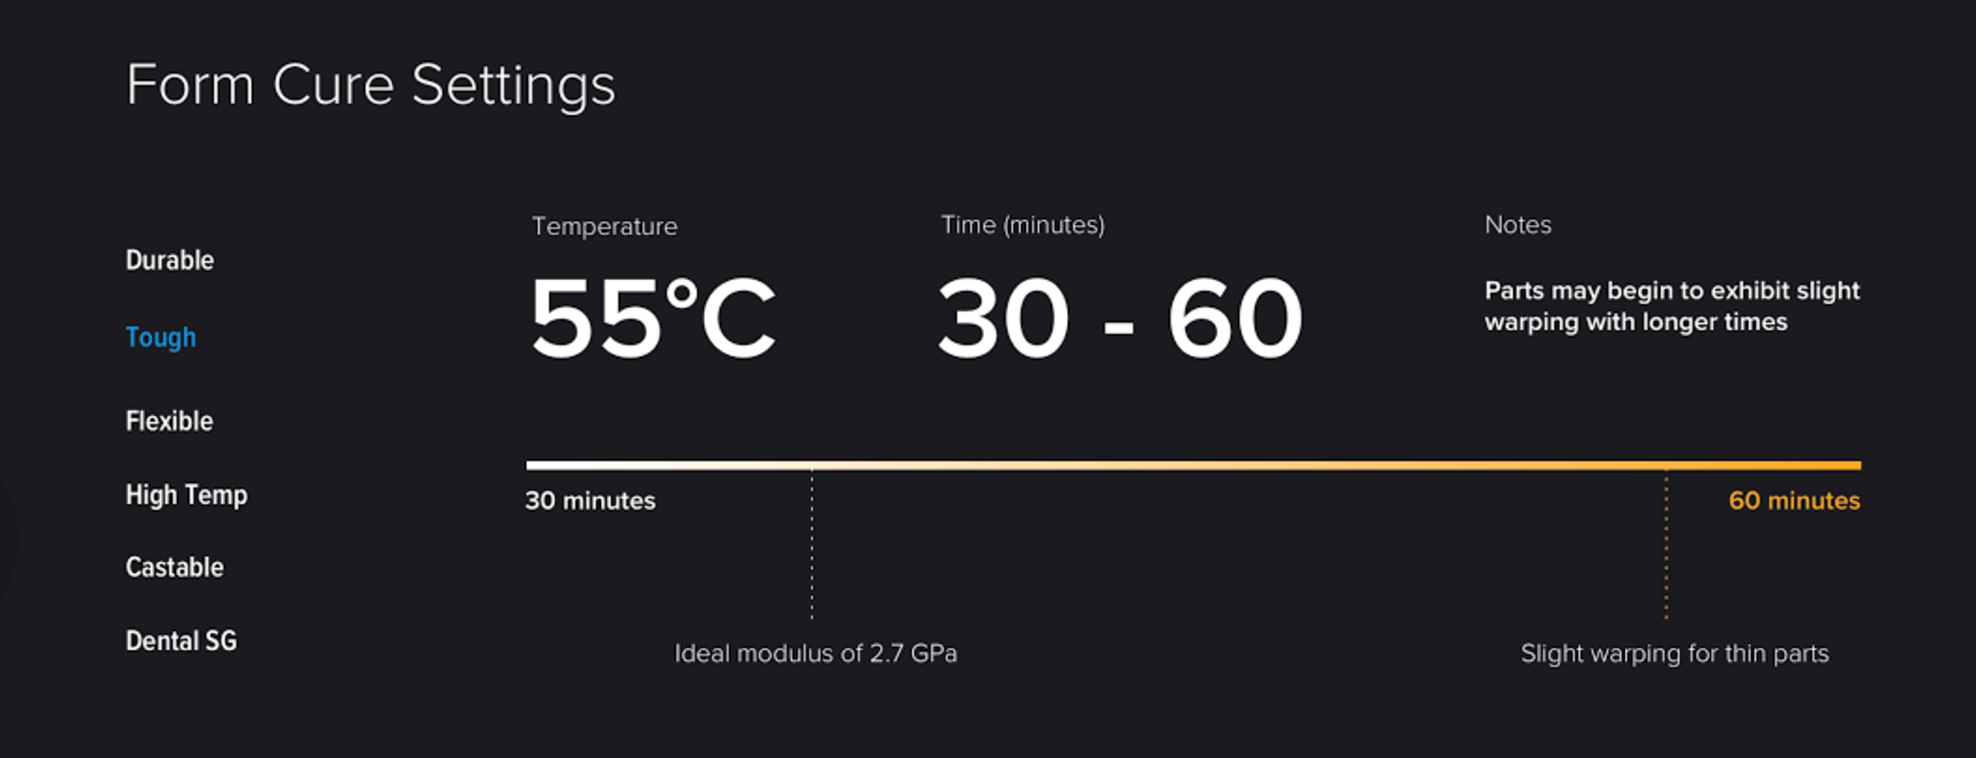 Form Cure Settings
Durable
Tough
Flexible
High Temp
Castable
Dental SG
Temperature
55°C
Time (minutes)
30 - 60
Notes
Parts may begin to exhibit slight
warping with longer times
30 minutes
60 minutes
Ideal modulus of 2.7 GPa
Slight warping for thin parts